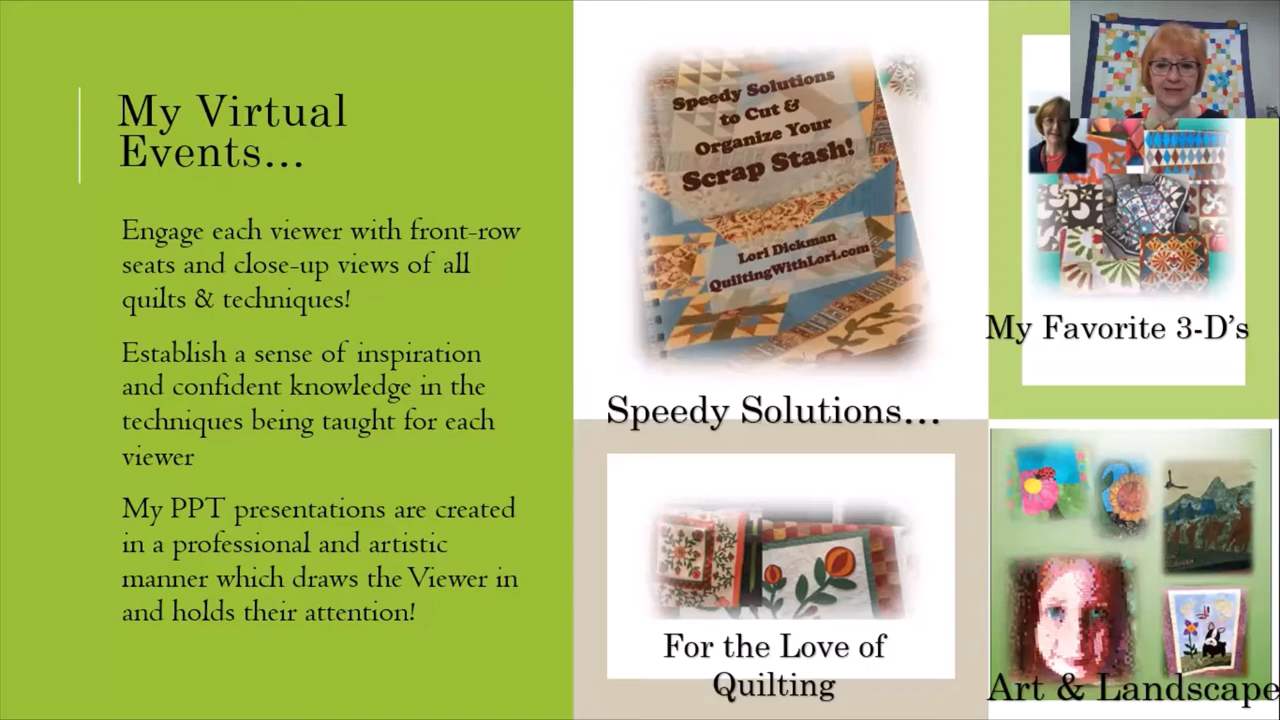 My Virtual
Events...
Engage each viewer with front-row
seats and close-up views of all
quilts & techniques!
Establish a sense of inspiration
and confident knowledge in the
techniques being taught for each
viewer
My PPT presentations are created
in a professional and artistic
manner which draws the Viewer in
and holds their attention!
Speedy Solutions
to Cut &
Organize Your
Scrap Stash!
Lori Dickman
QuiltingWithLori.com
Speedy Solutions...
My Favorite 3-D's
For the Love of
Quilting
Art & Landscape